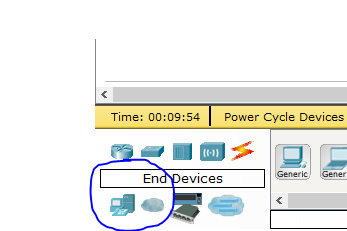 Time: 00:09:54 Power Cycle Devices
End Devices
Generic
Gener